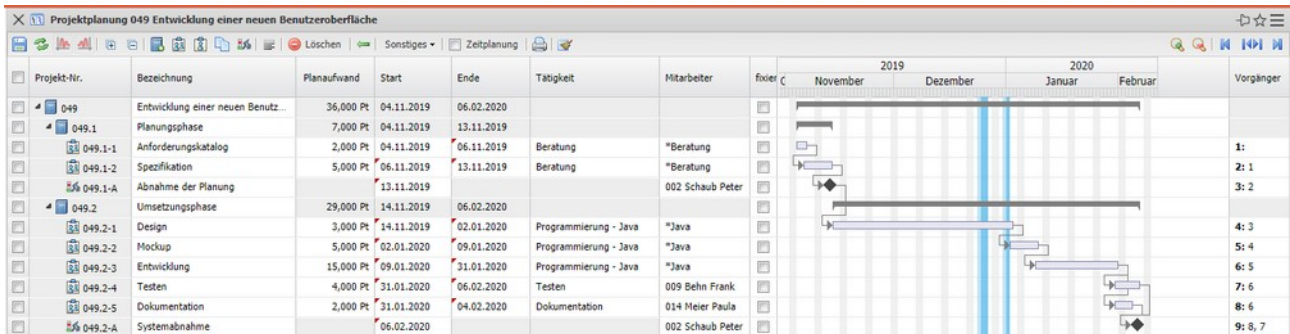 Projektplanung 049 Entwicklung einer neuen Benutzeroberfläche
Löschen Sonstiges Zeitplanung
2019 2020
Projekt-Nr. Bezeichnung Planaufwand Start Ende Tätigkeit Mitarbeiter fixier November Dezember Januar Februar Vorgänger
049 Entwicklung einer neuen Benutz... 36,000 Pt 04.11.2019 06.02.2020
049.1 Planungsphase 7,000 Pt 04.11.2019 13.11.2019
049.1-1 Anforderungskatalog 2,000 Pt 04.11.2019 06.11.2019 Beratung *Beratung 1:
049.1-2 Spezifikation 5,000 Pt 06.11.2019 13.11.2019 Beratung *Beratung 2: 1
049.1-A Abnahme der Planung 13.11.2019 002 Schaub Peter 3: 2
049.2 Umsetzungsphase 29,000 Pt 14.11.2019 06.02.2020
049.2-1 Design 3,000 Pt 14.11.2019 02.01.2020 Programmierung - Java *Java 4: 3
049.2-2 Mockup 5,000 Pt 02.01.2020 09.01.2020 Programmierung - Java *Java 5: 4
049.2-3 Entwicklung 15,000 Pt 09.01.2020 31.01.2020 Programmierung - Java *Java 6: 5
049.2-4 Testen 4,000 Pt 31.01.2020 06.02.2020 Testen 009 Behn Frank 7: 6
049.2-5 Dokumentation 2,000 Pt 31.01.2020 04.02.2020 Dokumentation 014 Meier Paula 8: 6
049.2-A Systemabnahme 06.02.2020 002 Schaub Peter 9: 8, 7